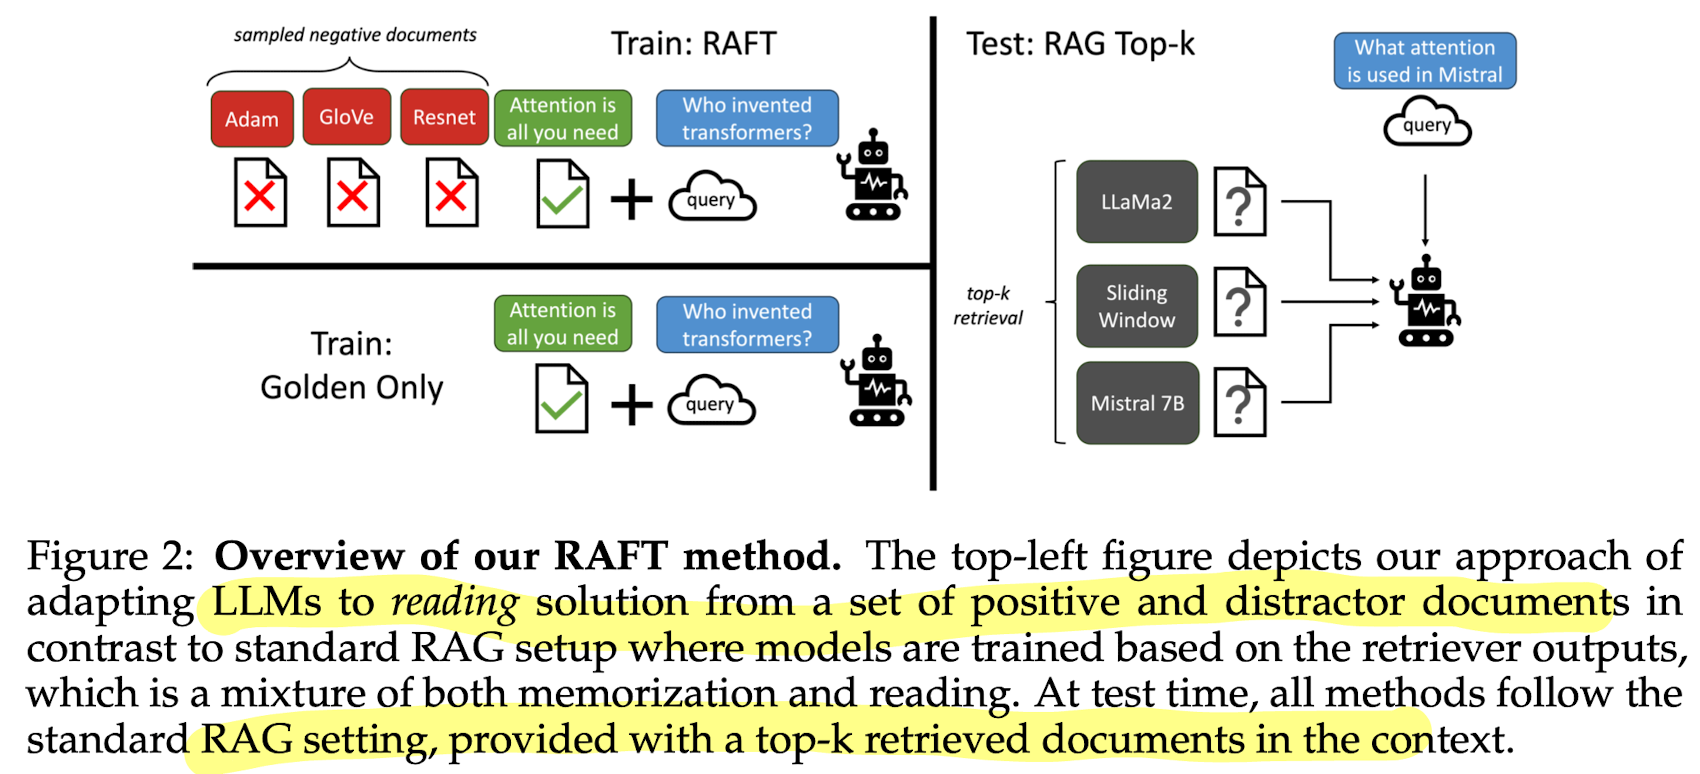 sampled negative documents
Train: RAFT
Adam
GloVe
Resnet
Attention is
all you need
Who invented
transformers?
query
Train:
Golden Only
Attention is
all you need
Who invented
transformers?
query
Test: RAG Top-k
What attention
is used in Mistral
query
top-k
retrieval
LLaMa2
?
Sliding
Window
?
Mistral 7B
?
Figure 2: Overview of our RAFT method. The top-left figure depicts our approach of
adapting LLMs to reading solution from a set of positive and distractor documents in
contrast to standard RAG setup where models are trained based on the retriever outputs,
which is a mixture of both memorization and reading. At test time, all methods follow the
standard RAG setting, provided with a top-k retrieved documents in the context.